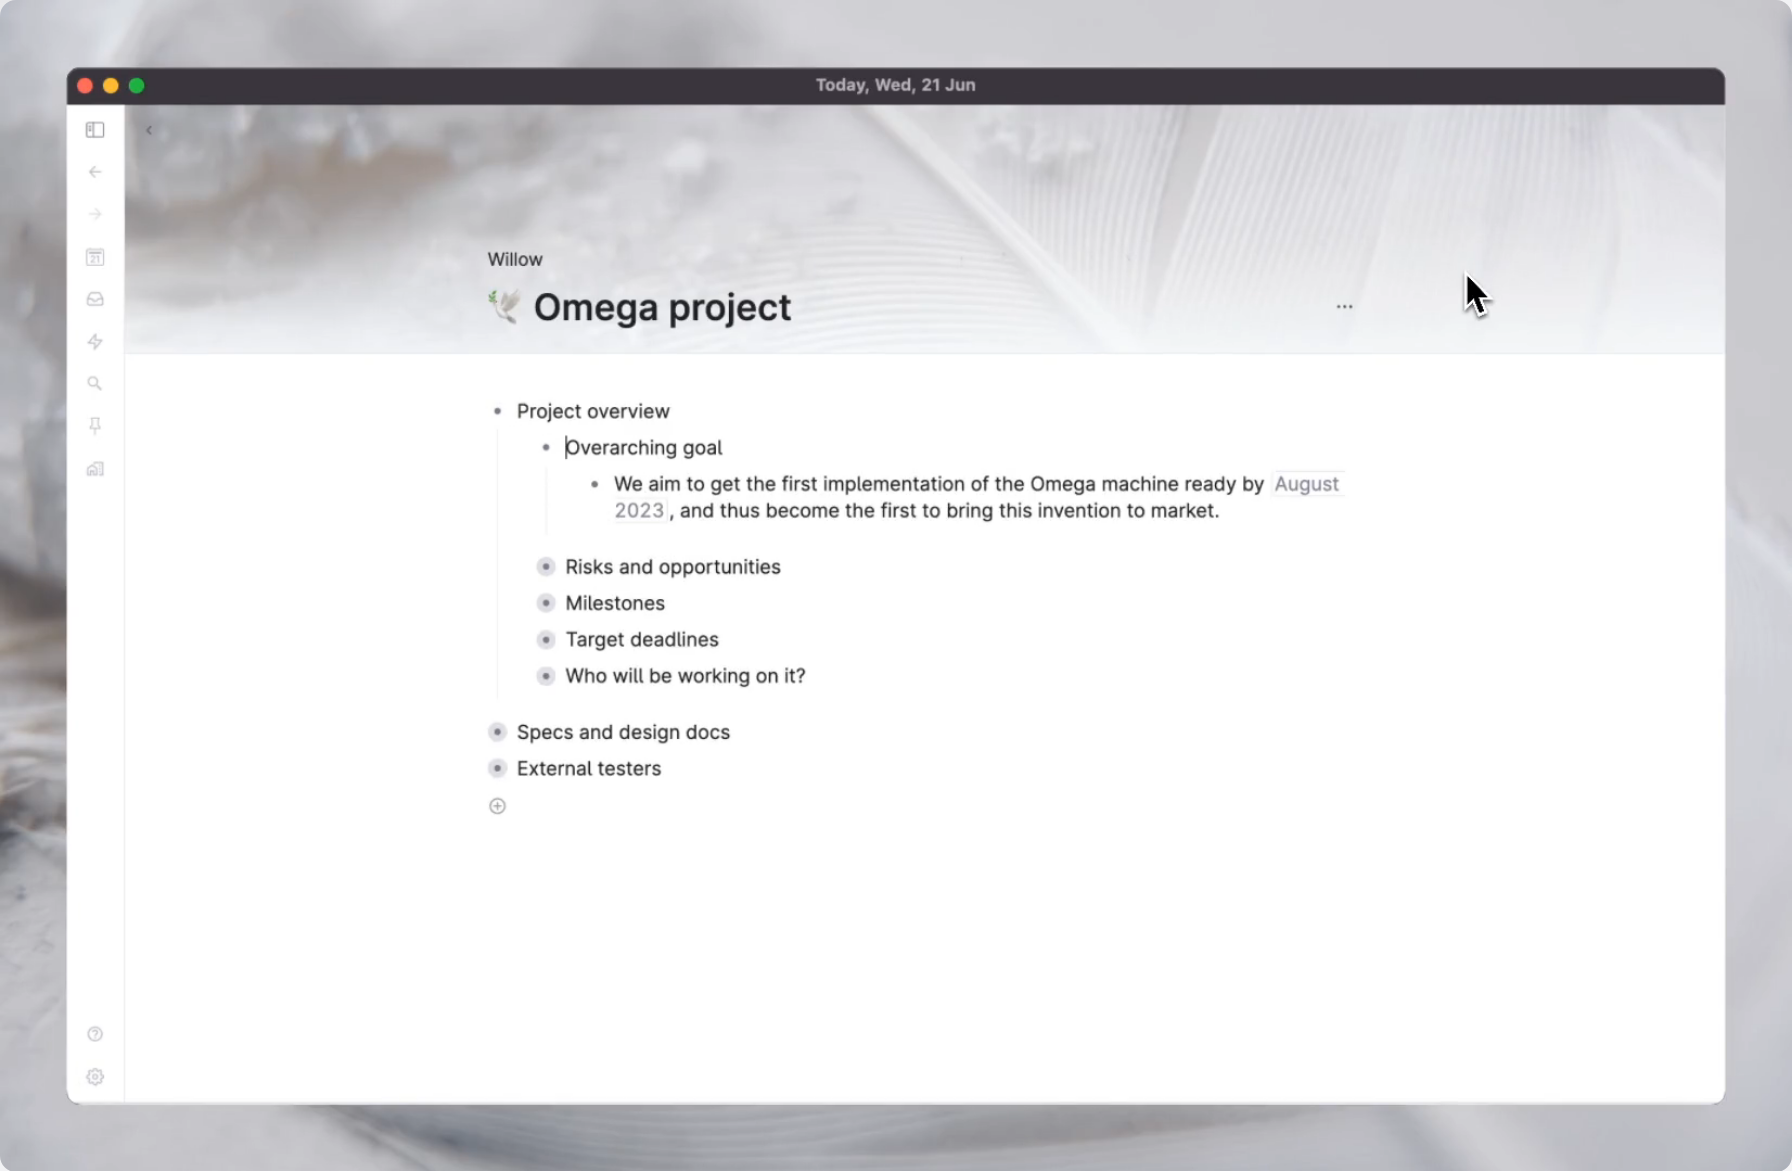 Today, Wed, 21 Jun
21
Willow
Omega project
Project overview
Overarching goal
We aim to get the first implementation of the Omega machine ready by August
2023, and thus become the first to bring this invention to market.
Risks and opportunities
Milestones
Target deadlines
Who will be working on it?
Specs and design docs
External testers